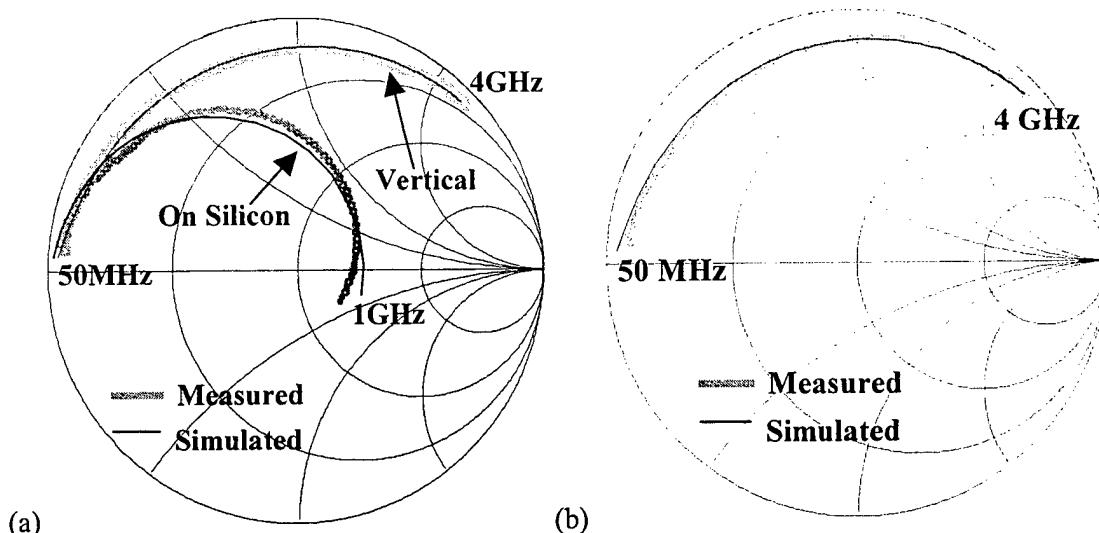 4GHz
Vertical
On Silicon
50MHz
1GHz
Measured
Simulated
(a)
4 GHz
50 MHz
Measured
Simulated
(b)